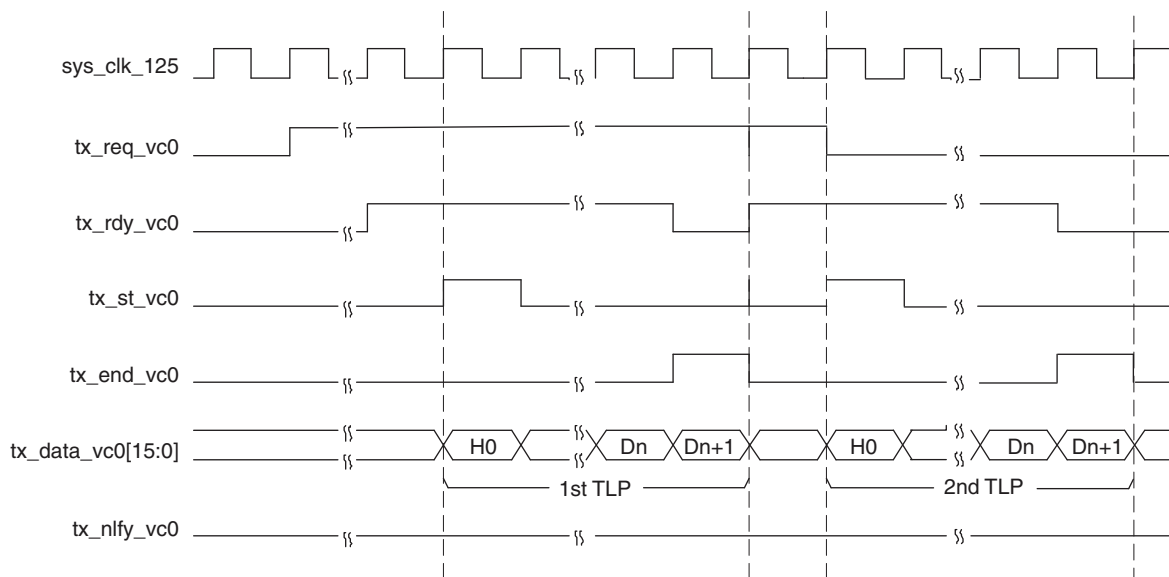 sys_clk_125
tx_req_vc0
tx_rdy_vc0
tx_st_vc0
tx_end_vc0
tx_data_vc0[15:0] H0 Dn Dn+1 H0 Dn Dn+1
1st TLP 2nd TLP
tx_nlfy_vc0